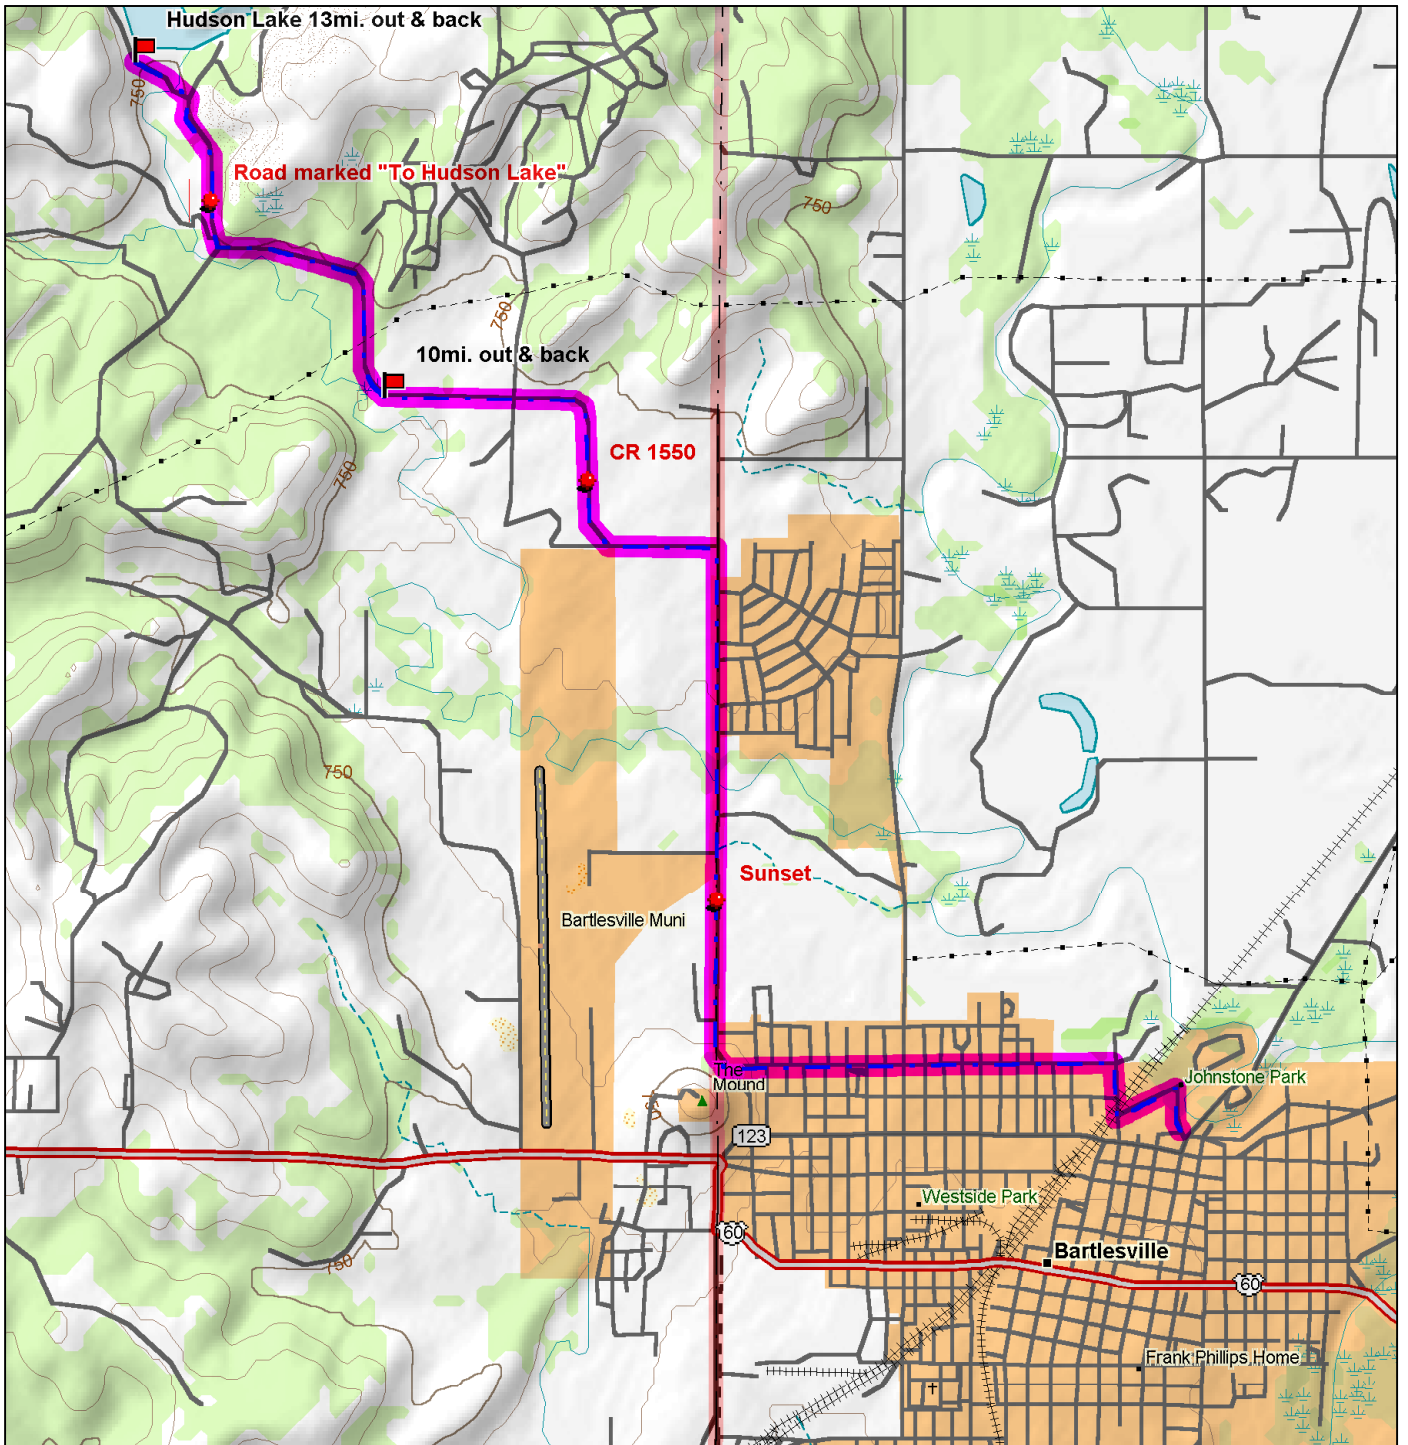 Hudson Lake 13mi. out & back
750
Road marked "To Hudson Lake"
750
750
10mi. out & back
CR 1550
750
750
Sunset
Bartlesville Muni
The
Mound
Johnstone Park
123
Westside Park
60
Bartlesville
750
60
Frank Phillips Home